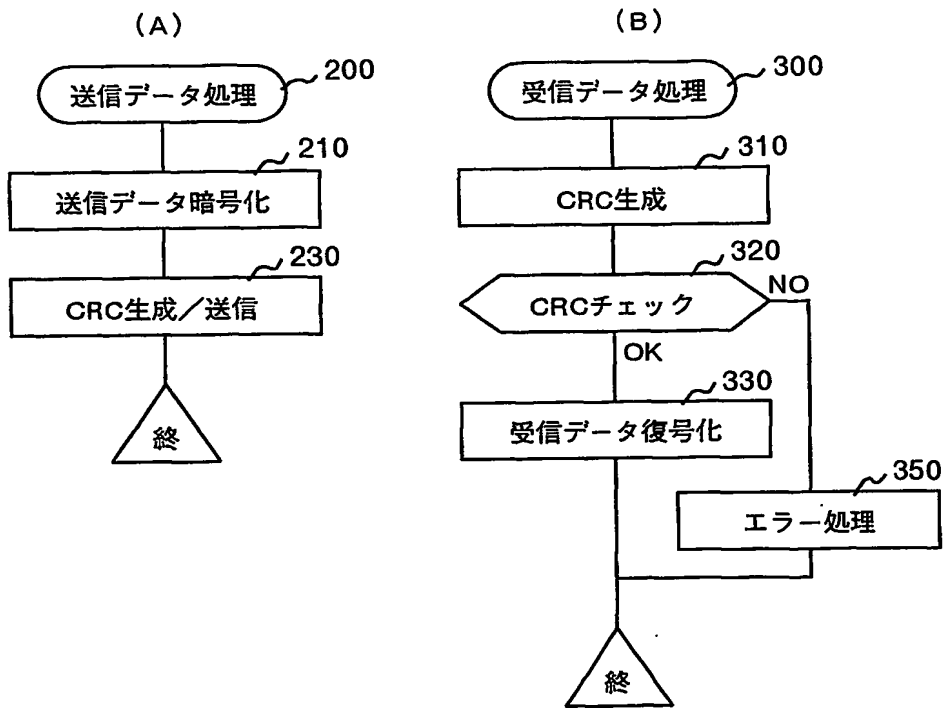 (A)
送信データ処理
200
210
送信データ暗号化
230
CRC生成/送信
終
(B)
受信データ処理
300
310
CRC生成
320
CRCチェック
NO
OK
330
受信データ復号化
350
エラー処理
終